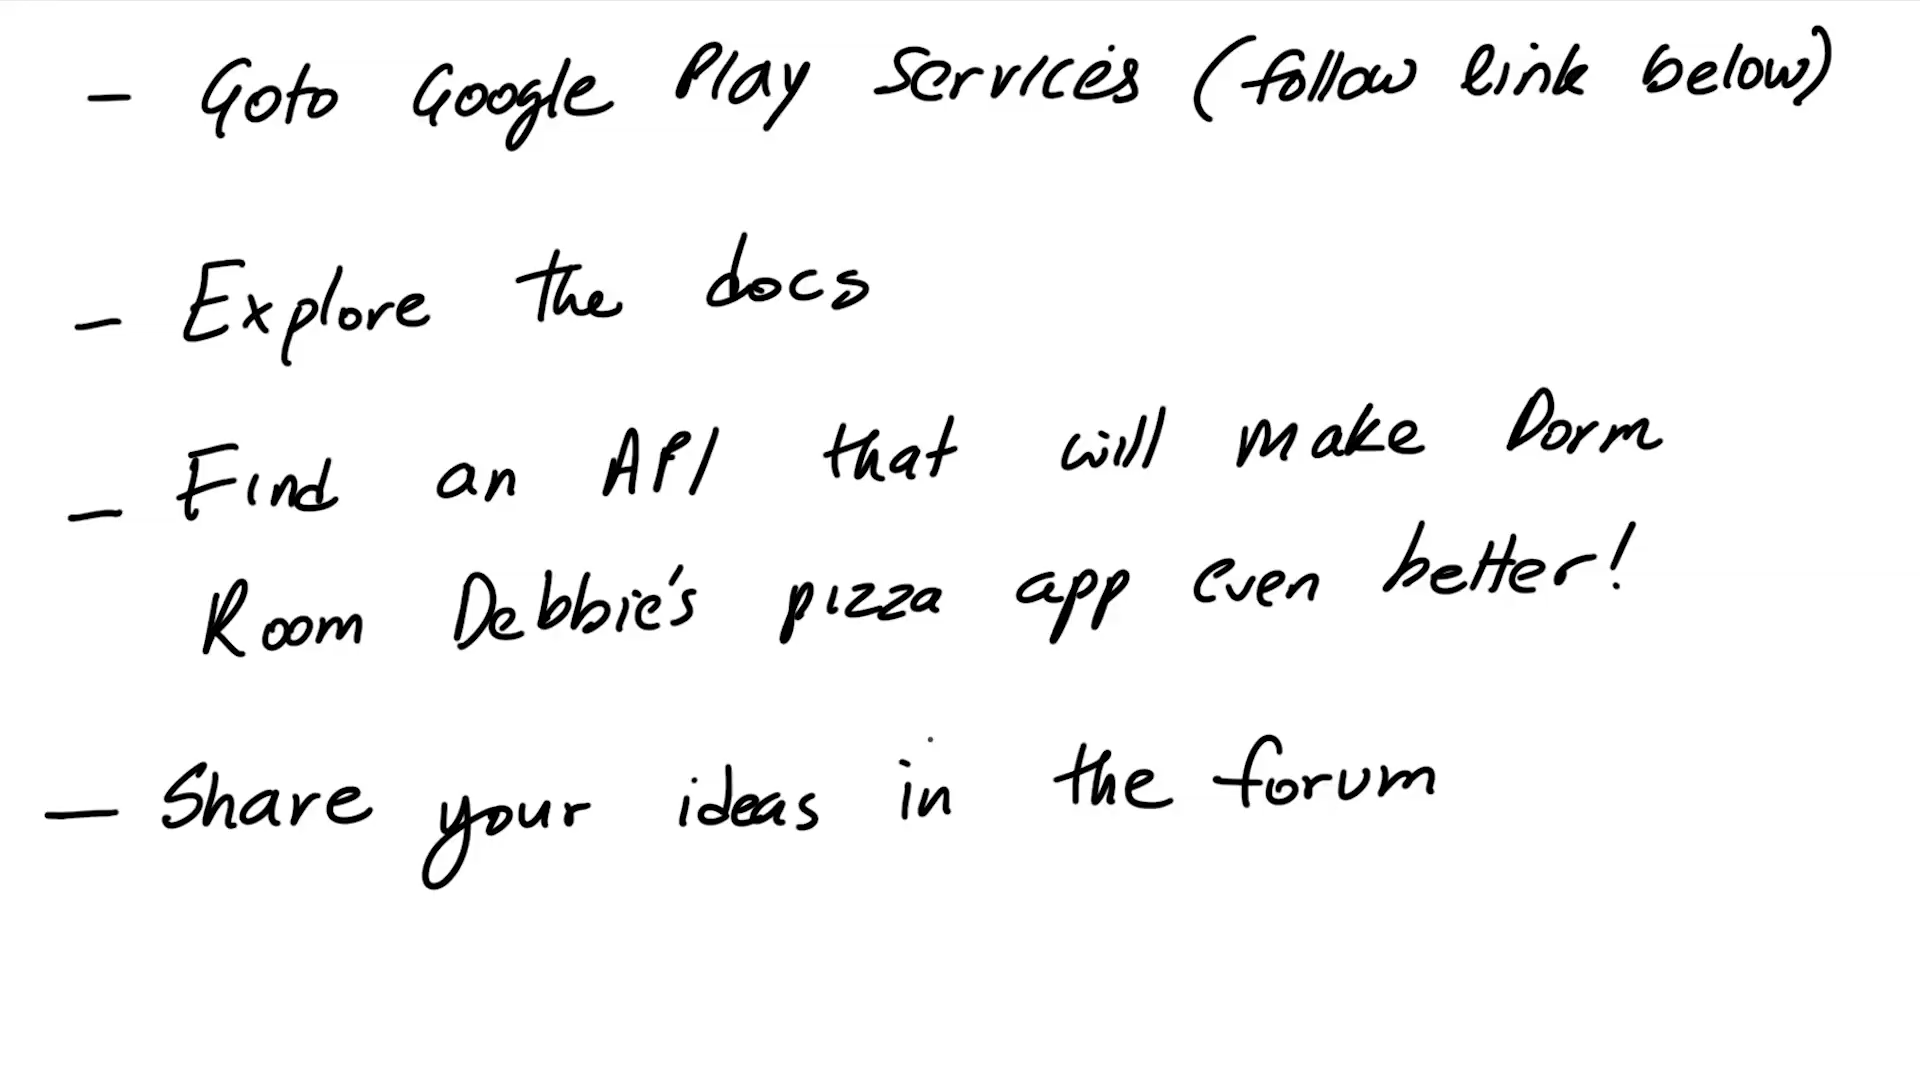 - Goto Google Play Services (follow link below)
- Explore the docs
- Find an API that will make Dorm
Room Debbie's pizza app even better!
- Share your ideas in the forum